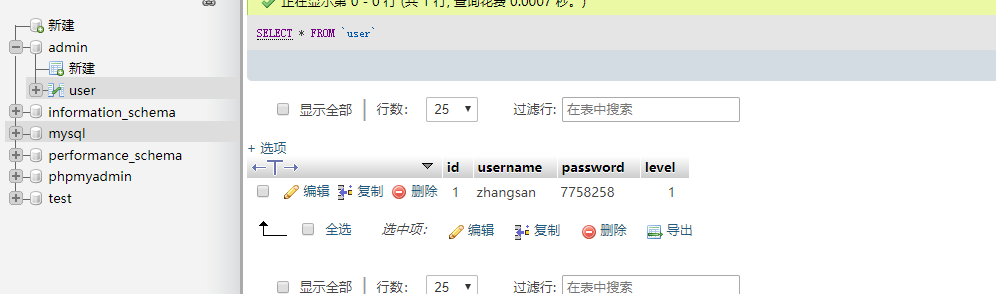 正在显示第 0 - 0 行 (共 1 行, 查询花费 0.0007 秒。)
SELECT * FROM `user`
新建
admin
新建
user
information_schema
mysql
performance_schema
phpmyadmin
test
显示全部 行数: 25 过滤行: 在表中搜索
+ 选项
id username password level
编辑 复制 删除 1 zhangsan 7758258 1
全选 选中项: 编辑 复制 删除 导出
显示全部 行数: 25 过滤行: 在表中搜索